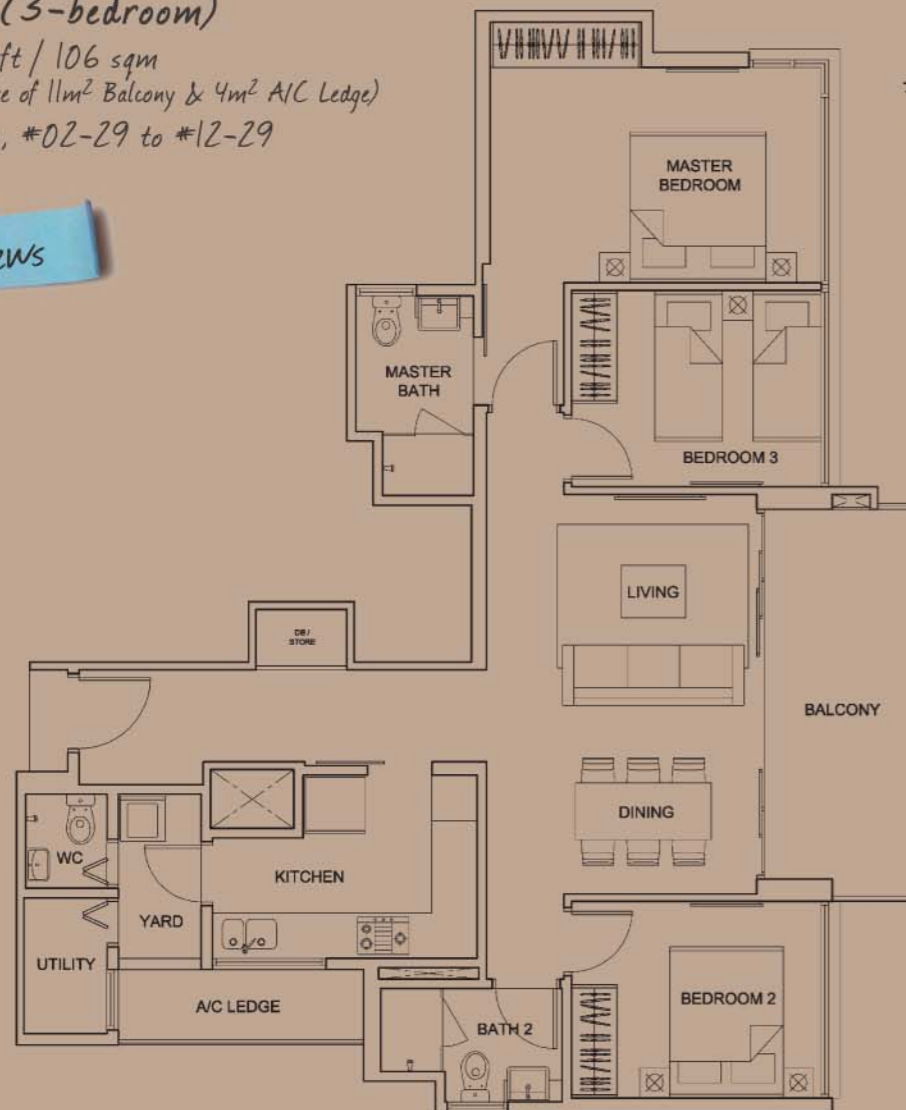 (3-bedroom)
ft / 106 sqm
of 11m² Balcony & 4m² A/C Ledge)
, #02-29 to #12-29
MASTER
BEDROOM
MASTER
BATH
BEDROOM 3
LIVING
DB /
STORE
BALCONY
DINING
WC
KITCHEN
YARD
UTILITY
A/C LEDGE
BATH 2
BEDROOM 2